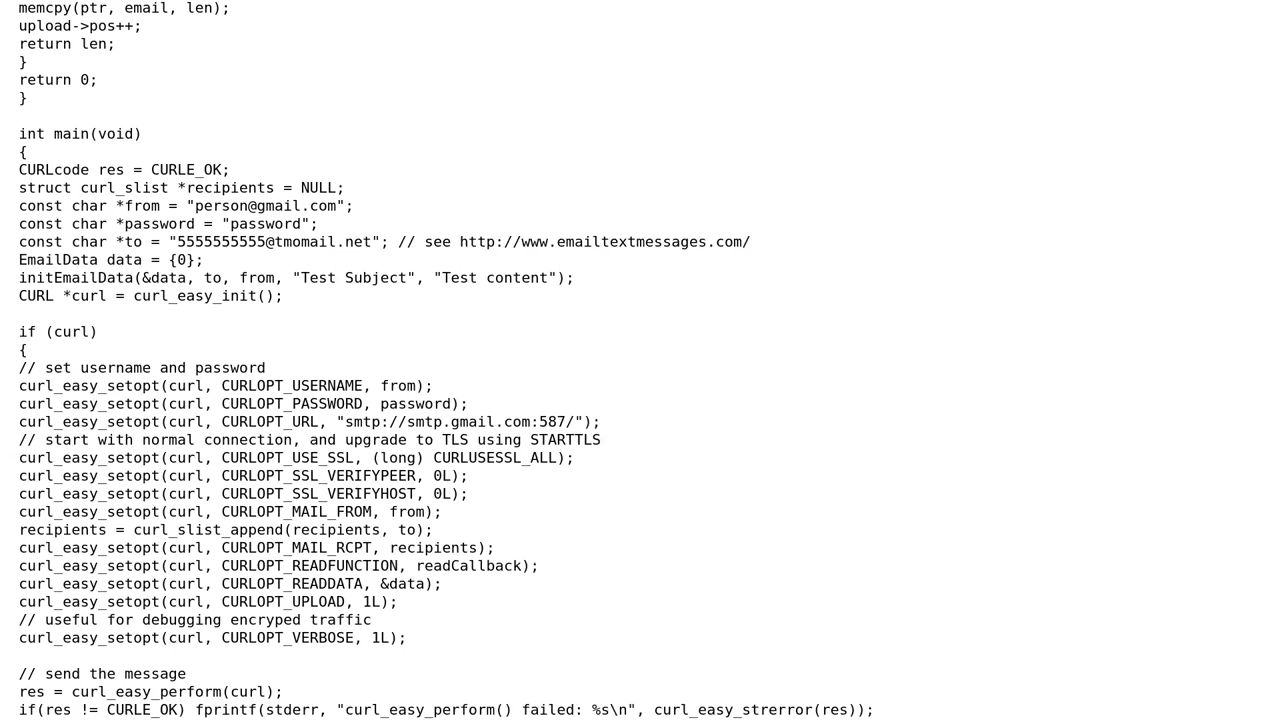 memcpy(ptr, email, len);
upload->pos++;
return len;
}
return 0;
}
int main(void)
{
CURLcode res = CURLE_OK;
struct curl_slist *recipients = NULL;
const char *from = "person@gmail.com";
const char *password = "password";
const char *to = "5555555555@tmomail.net"; // see http://www.emailtextmessages.com/
EmailData data = {0};
initEmailData(&data, to, from, "Test Subject", "Test content");
CURL *curl = curl_easy_init();
if (curl)
{
// set username and password
curl_easy_setopt(curl, CURLOPT_USERNAME, from);
curl_easy_setopt(curl, CURLOPT_PASSWORD, password);
curl_easy_setopt(curl, CURLOPT_URL, "smtp://smtp.gmail.com:587/");
// start with normal connection, and upgrade to TLS using STARTTLS
curl_easy_setopt(curl, CURLOPT_USE_SSL, (long) CURLUSESSL_ALL);
curl_easy_setopt(curl, CURLOPT_SSL_VERIFYPEER, 0L);
curl_easy_setopt(curl, CURLOPT_SSL_VERIFYHOST, 0L);
curl_easy_setopt(curl, CURLOPT_MAIL_FROM, from);
recipients = curl_slist_append(recipients, to);
curl_easy_setopt(curl, CURLOPT_MAIL_RCPT, recipients);
curl_easy_setopt(curl, CURLOPT_READFUNCTION, readCallback);
curl_easy_setopt(curl, CURLOPT_READDATA, &data);
curl_easy_setopt(curl, CURLOPT_UPLOAD, 1L);
// useful for debugging encryped traffic
curl_easy_setopt(curl, CURLOPT_VERBOSE, 1L);
// send the message
res = curl_easy_perform(curl);
if(res != CURLE_OK) fprintf(stderr, "curl_easy_perform() failed: %s\n", curl_easy_strerror(res));